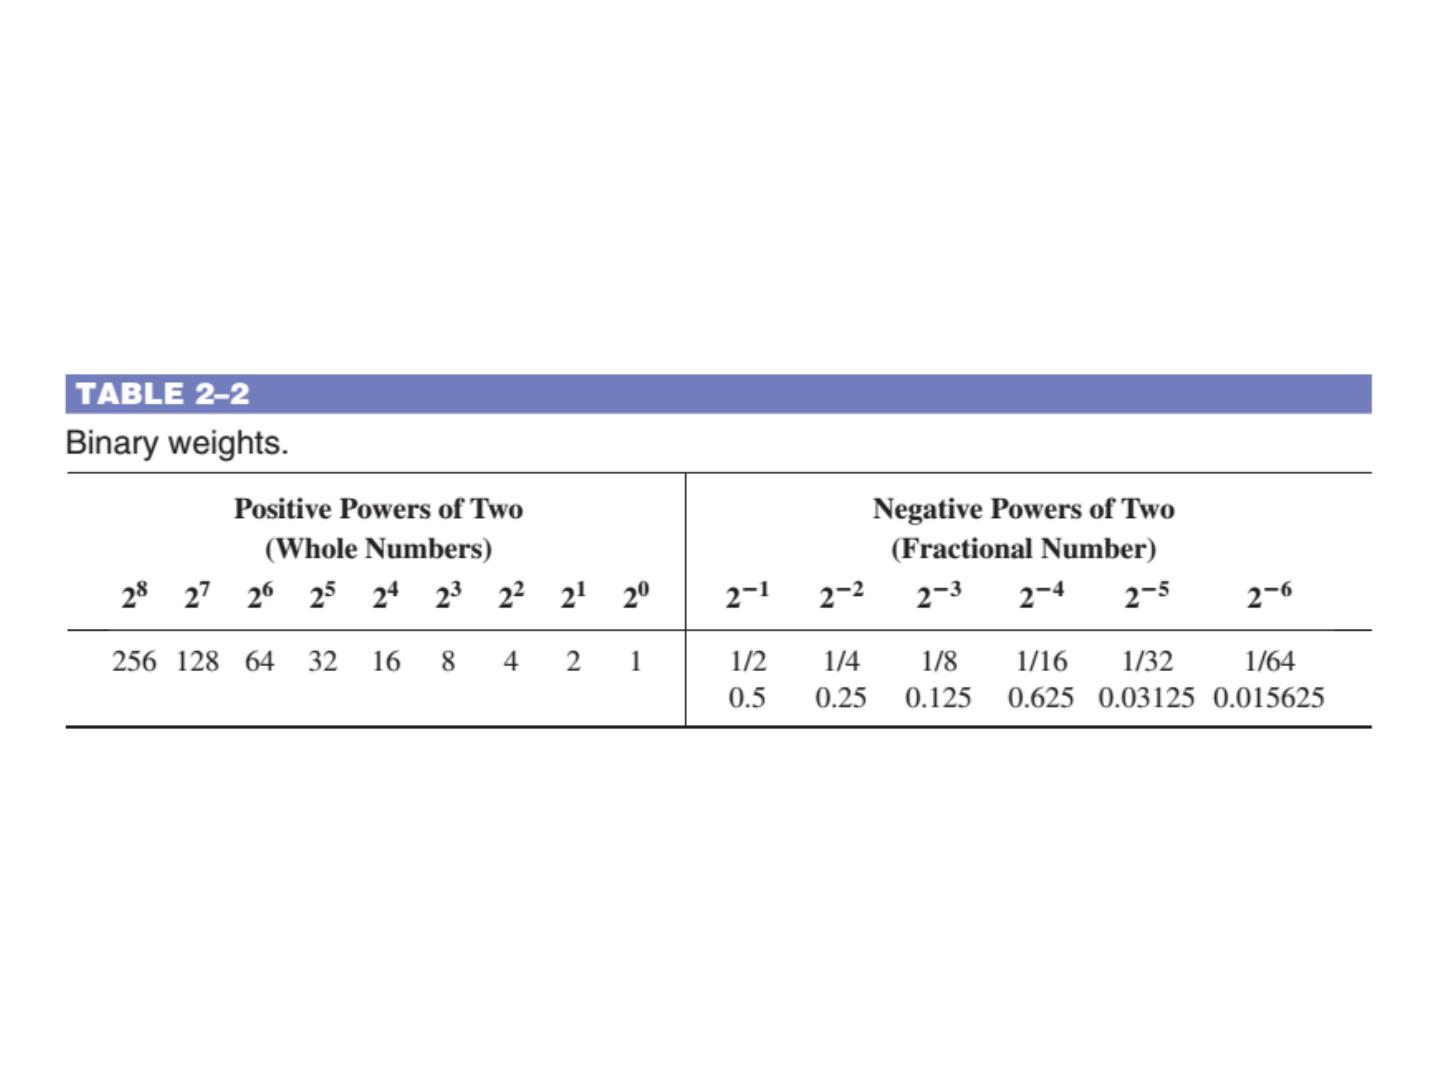 TABLE 2–2
Binary weights.
Positive Powers of Two
(Whole Numbers)
2⁸ 2⁷ 2⁶ 2⁵ 2⁴ 2³ 2² 2¹ 2⁰
256 128 64 32 16 8 4 2 1
Negative Powers of Two
(Fractional Number)
2⁻¹ 2⁻² 2⁻³ 2⁻⁴ 2⁻⁵ 2⁻⁶
1/2 1/4 1/8 1/16 1/32 1/64
0.5 0.25 0.125 0.625 0.03125 0.015625